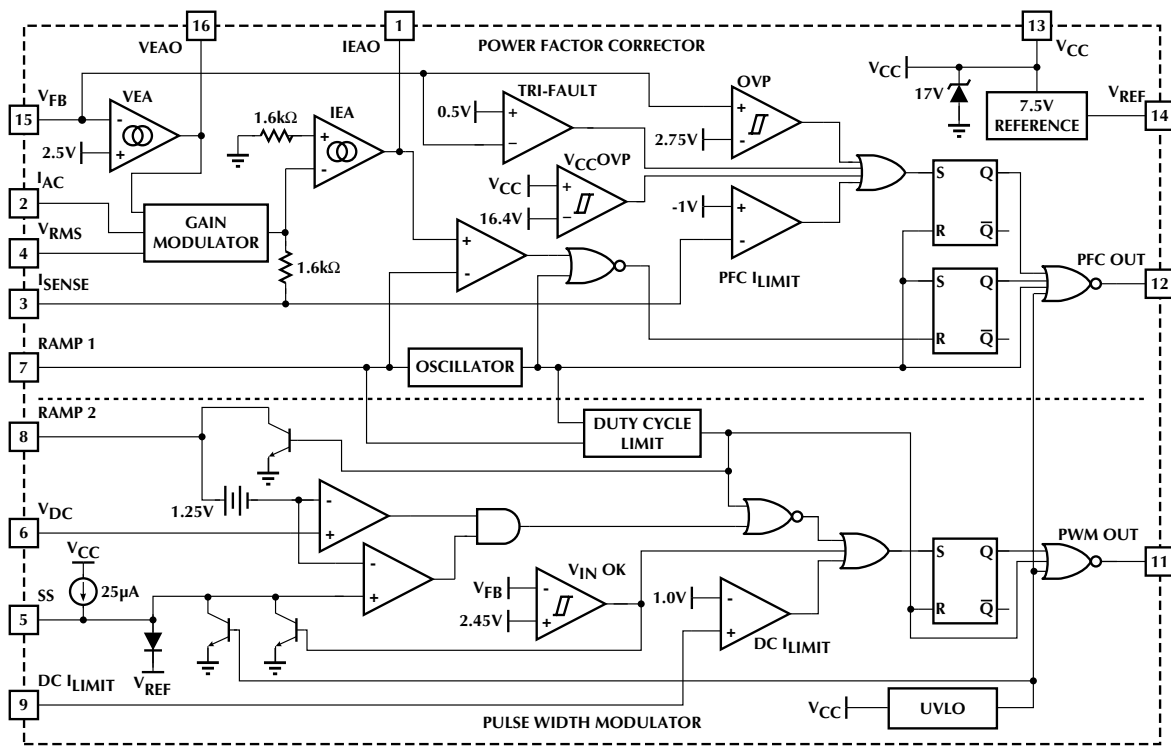 16
1
13
VEAO
IEAO
POWER FACTOR CORRECTOR
VCC
VFB
15
VEA
-
+
2.5V
1.6kΩ
IEA
+
-
0.5V
TRI-FAULT
+
−
OVP
+
-
2.75V
VCC
17V
7.5V
REFERENCE
VREF
14
IAC
2
VRMS
4
GAIN
MODULATOR
1.6kΩ
VCC OVP
VCC
+
−
16.4V
-1V
+
-
PFC ILIMIT
+
-
S Q
R Q
S Q
R Q
PFC OUT
12
ISENSE
3
RAMP 1
7
OSCILLATOR
RAMP 2
8
DUTY CYCLE
LIMIT
1.25V
-
+
VDC
6
VCC
25µA
SS
5
-
+
VREF
VIN OK
VFB
-
+
2.45V
1.0V
-
+
DC ILIMIT
S Q
R Q
PWM OUT
11
DC ILIMIT
9
VCC
UVLO
PULSE WIDTH MODULATOR